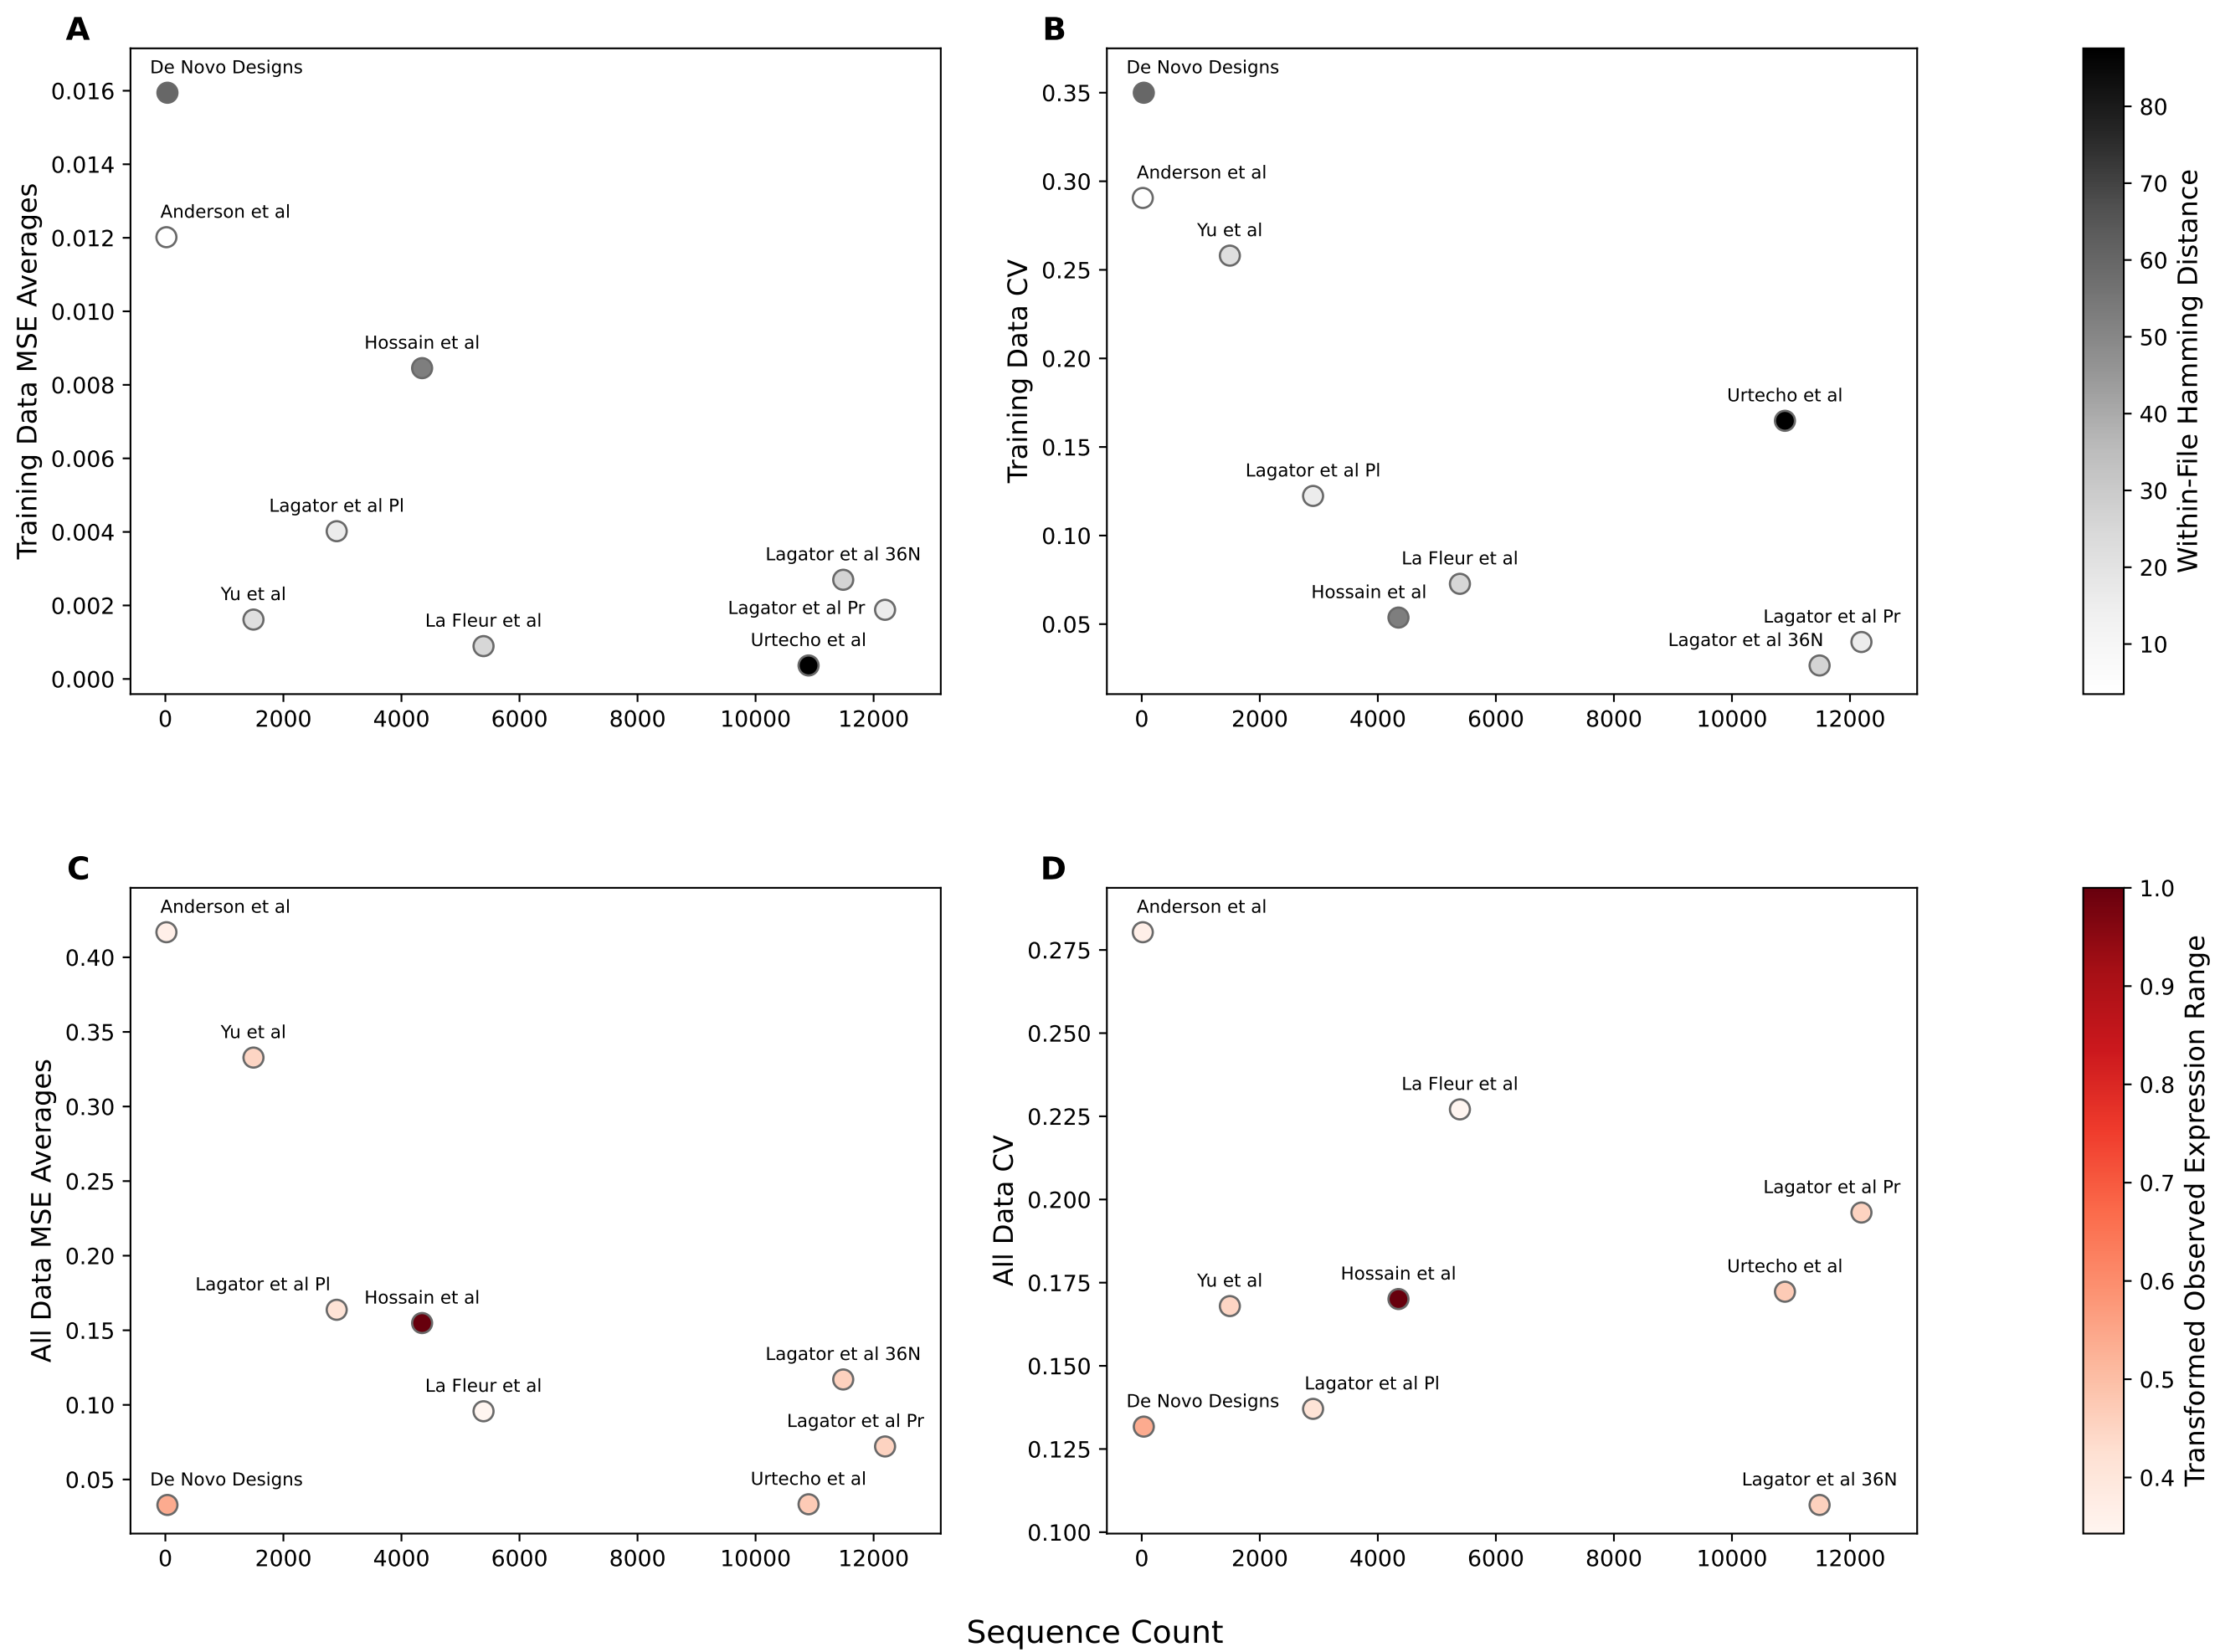 A
De Novo Designs
Anderson et al
Hossain et al
Lagator et al Pl
Yu et al
La Fleur et al
Lagator et al 36N
Lagator et al Pr
Urtecho et al
Training Data MSE Averages
0.016
0.014
0.012
0.010
0.008
0.006
0.004
0.002
0.000
0 2000 4000 6000 8000 10000 12000
B
De Novo Designs
Anderson et al
Yu et al
Urtecho et al
Lagator et al Pl
La Fleur et al
Hossain et al
Lagator et al Pr
Lagator et al 36N
Training Data CV
0.35
0.30
0.25
0.20
0.15
0.10
0.05
0 2000 4000 6000 8000 10000 12000
80
70
60
50
40
30
20
10
Within-File Hamming Distance
C
Anderson et al
Yu et al
Lagator et al Pl
Hossain et al
Lagator et al 36N
La Fleur et al
Lagator et al Pr
De Novo Designs
Urtecho et al
All Data MSE Averages
0.40
0.35
0.30
0.25
0.20
0.15
0.10
0.05
0 2000 4000 6000 8000 10000 12000
D
Anderson et al
La Fleur et al
Lagator et al Pr
Urtecho et al
Hossain et al
Yu et al
Lagator et al Pl
De Novo Designs
Lagator et al 36N
All Data CV
0.275
0.250
0.225
0.200
0.175
0.150
0.125
0.100
0 2000 4000 6000 8000 10000 12000
1.0
0.9
0.8
0.7
0.6
0.5
0.4
Transformed Observed Expression Range
Sequence Count